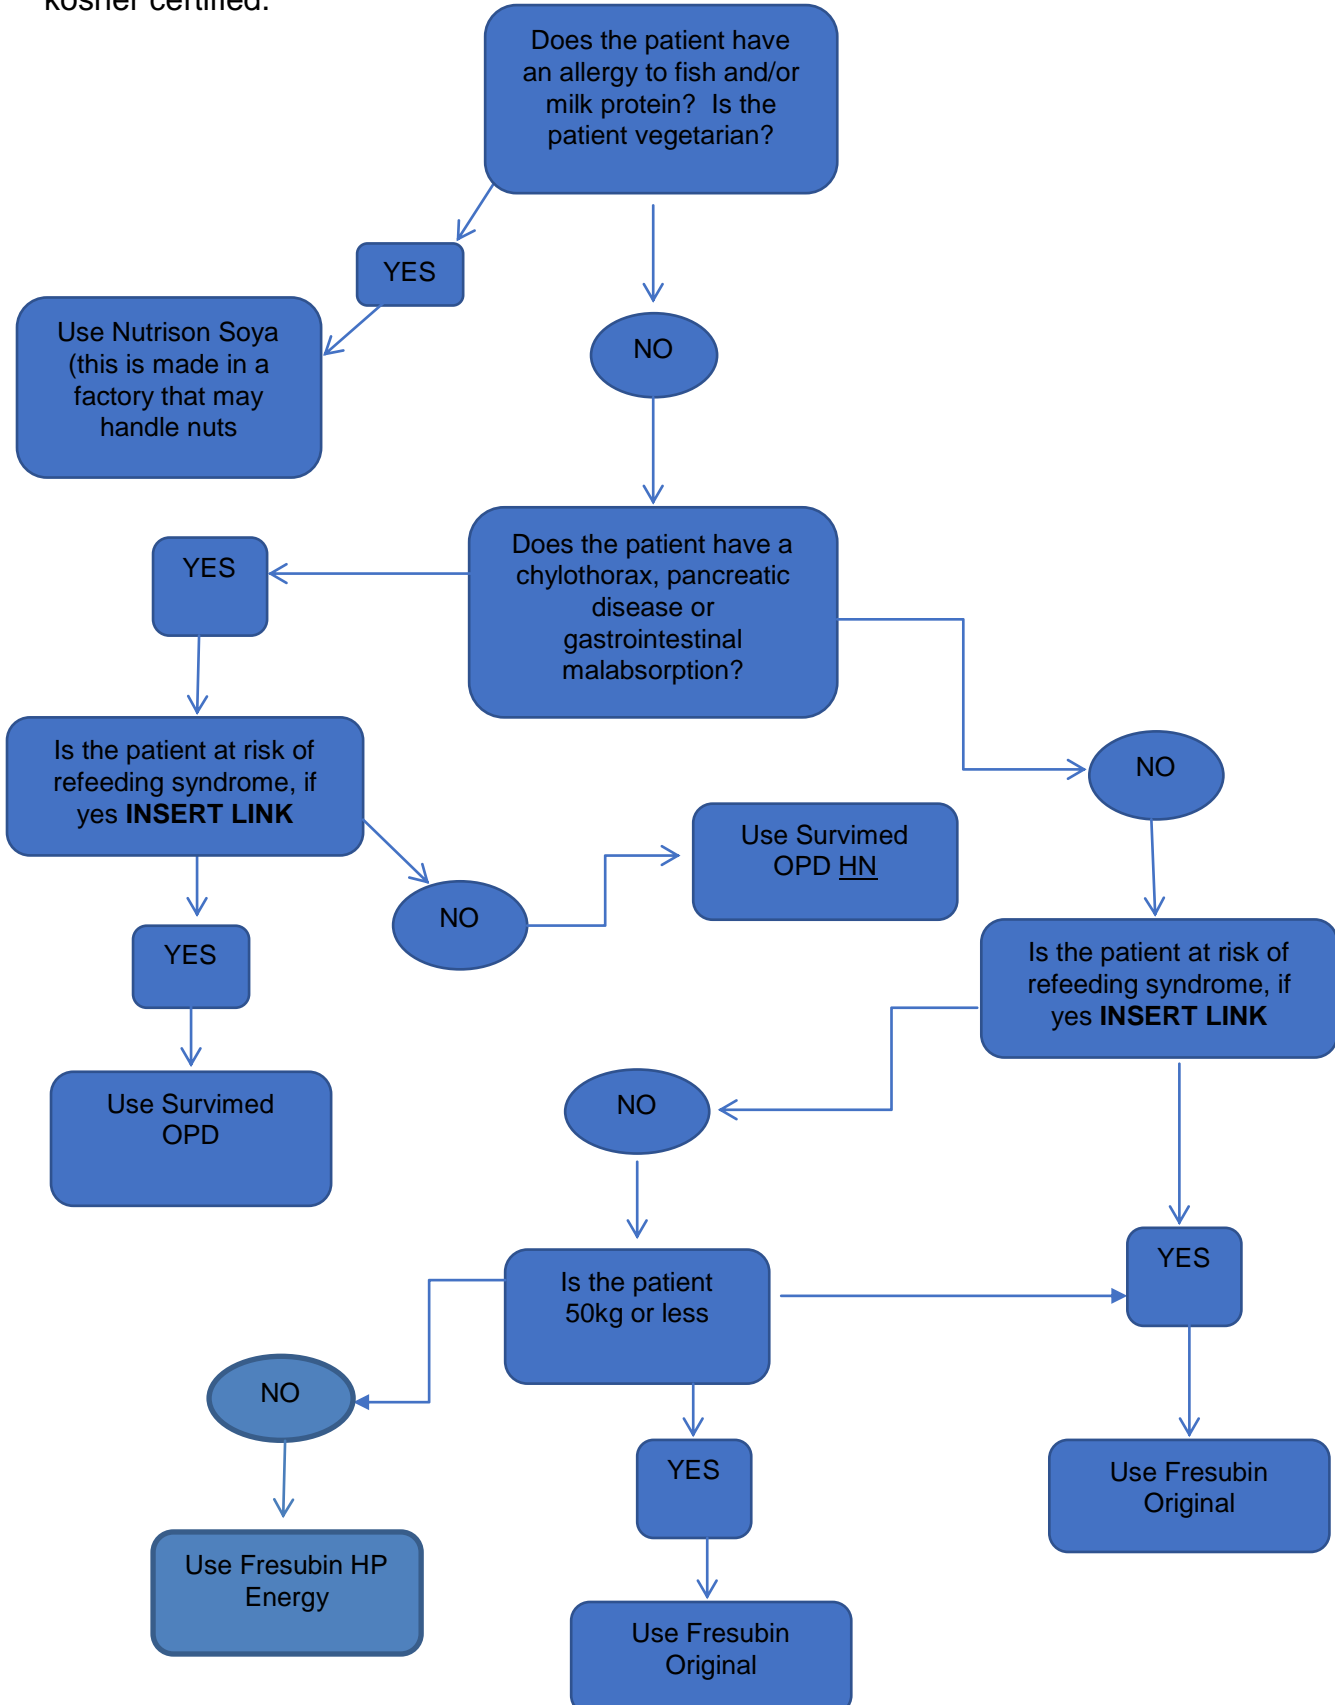 kosher certified.
Does the patient have
an allergy to fish and/or
milk protein?  Is the
patient vegetarian?
YES
Use Nutrison Soya
(this is made in a
factory that may
handle nuts
NO
Does the patient have a
chylothorax, pancreatic
disease or
gastrointestinal
malabsorption?
YES
Is the patient at risk of
refeeding syndrome, if
yes INSERT LINK
NO
Use Survimed
OPD HN
NO
YES
Is the patient at risk of
refeeding syndrome, if
yes INSERT LINK
Use Survimed
OPD
NO
YES
Is the patient
50kg or less
NO
YES
Use Fresubin
Original
Use Fresubin HP
Energy
Use Fresubin
Original